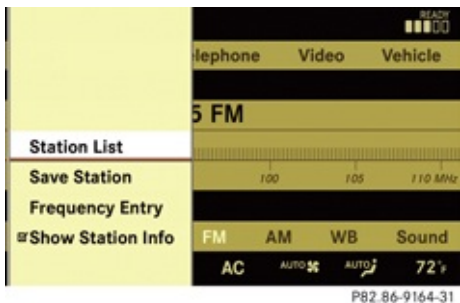 READY
elephone Video Vehicle
5 FM
Station List
100 105 110 MHz
Save Station
Frequency Entry
Show Station Info
FM AM WB Sound
AC AUTO AUTO 72°F
P82.86-9164-31